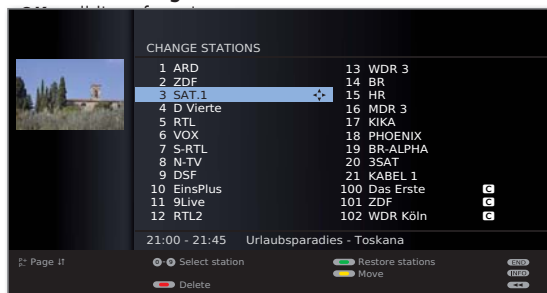 CHANGE STATIONS
1 ARD
2 ZDF
3 SAT.1
4 D Vierte
5 RTL
6 VOX
7 S-RTL
8 N-TV
9 DSF
10 EinsPlus
11 9Live
12 RTL2
13 WDR 3
14 BR
15 HR
16 MDR 3
17 KIKA
18 PHOENIX
19 BR-ALPHA
20 3SAT
21 KABEL 1
100 Das Erste C
101 ZDF C
102 WDR Köln C
21:00 - 21:45 Urlaubsparadies - Toskana
P+ P- Page ↓↑
0-9 Select station
Delete
Restore stations
Move
END
INFO